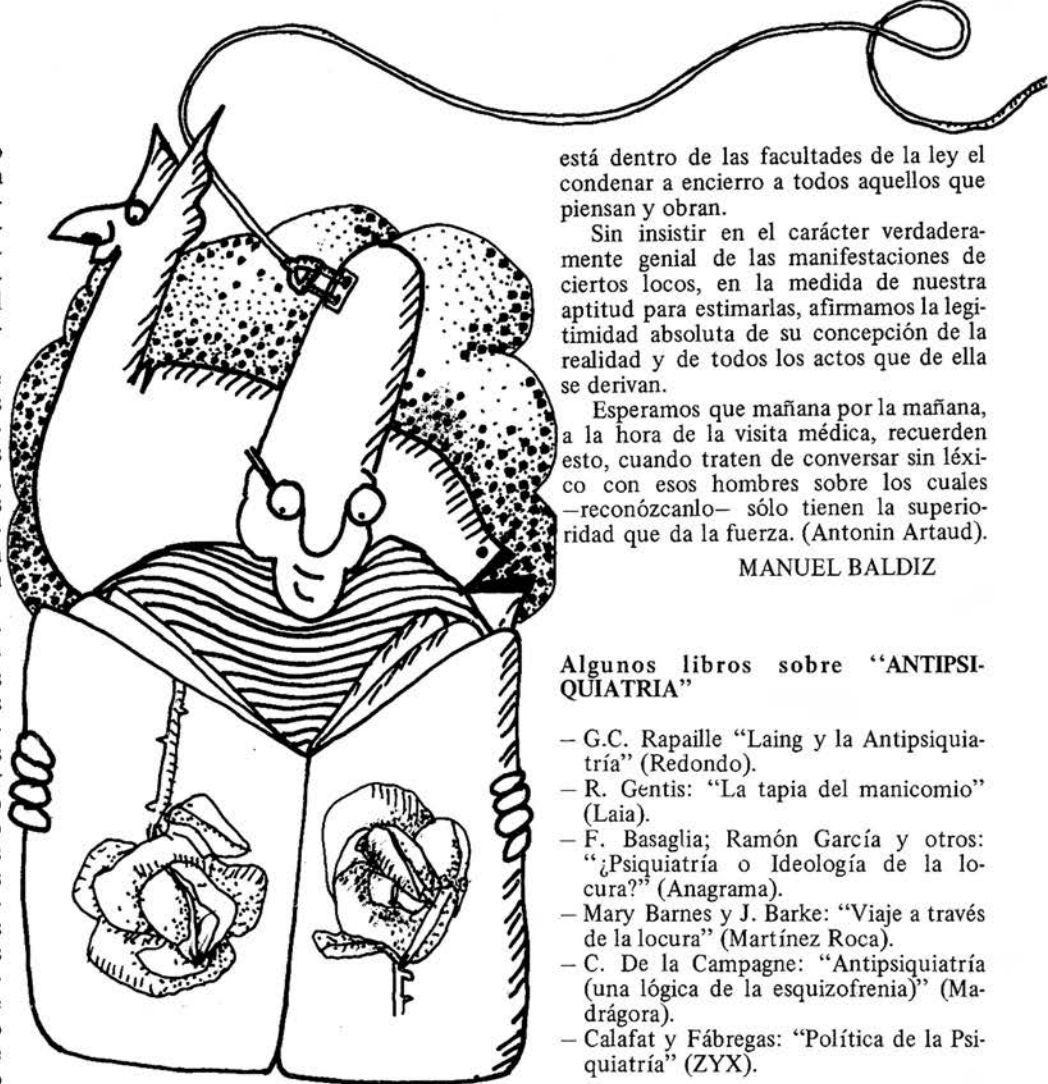 está dentro de las facultades de la ley el
condenar a encierro a todos aquellos que
piensan y obran.
Sin insistir en el carácter verdadera-
mente genial de las manifestaciones de
ciertos locos, en la medida de nuestra
aptitud para estimarlas, afirmamos la legi-
timidad absoluta de su concepción de la
realidad y de todos los actos que de ella
se derivan.
Esperamos que mañana por la mañana,
a la hora de la visita médica, recuerden
esto, cuando traten de conversar sin léxi-
co con esos hombres sobre los cuales
—reconózcanlo— sólo tienen la superio-
ridad que da la fuerza. (Antonin Artaud).
MANUEL BALDIZ
Algunos libros sobre “ANTIPSI-
QUIATRIA”
— G.C. Rapaille “Laing y la Antipsiquia-
tría” (Redondo).
— R. Gentis: “La tapia del manicomio”
(Laia).
— F. Basaglia; Ramón García y otros:
“¿Psiquiatría o Ideología de la lo-
cura?” (Anagrama).
— Mary Barnes y J. Barke: “Viaje a través
de la locura” (Martínez Roca).
— C. De la Campagne: “Antipsiquiatría
(una lógica de la esquizofrenia)” (Ma-
drágora).
— Calafat y Fábregas: “Política de la Psi-
quiatría” (ZYX).